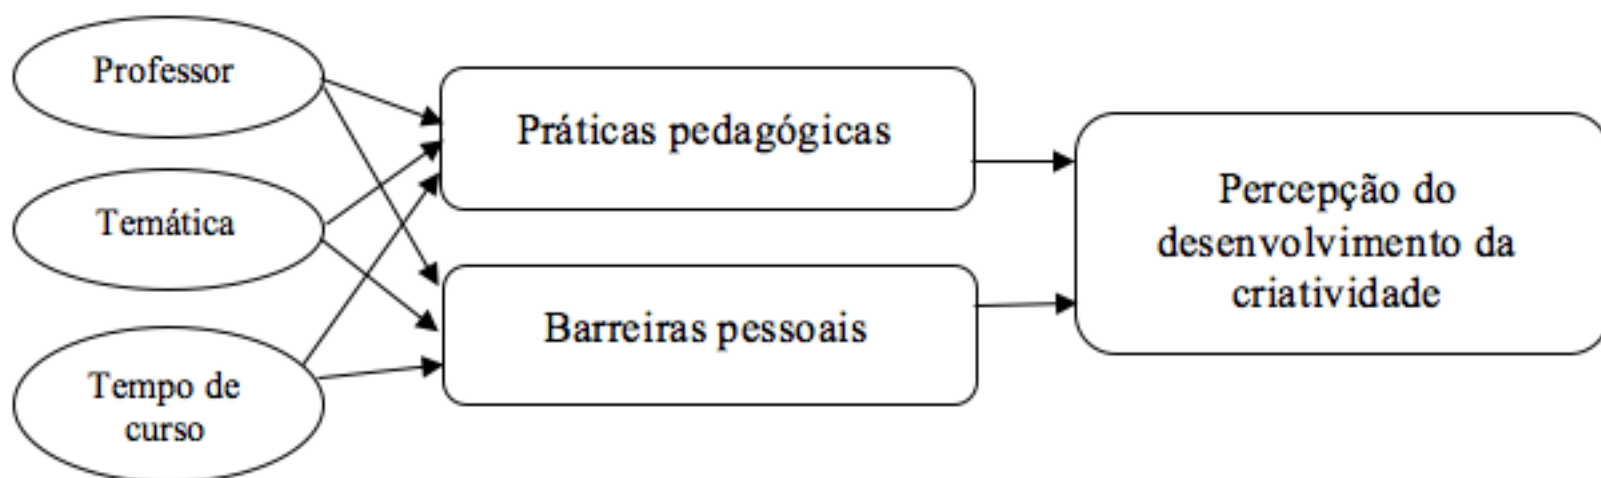 Professor
Temática
Tempo de
curso
Práticas pedagógicas
Barreiras pessoais
Percepção do
desenvolvimento da
criatividade